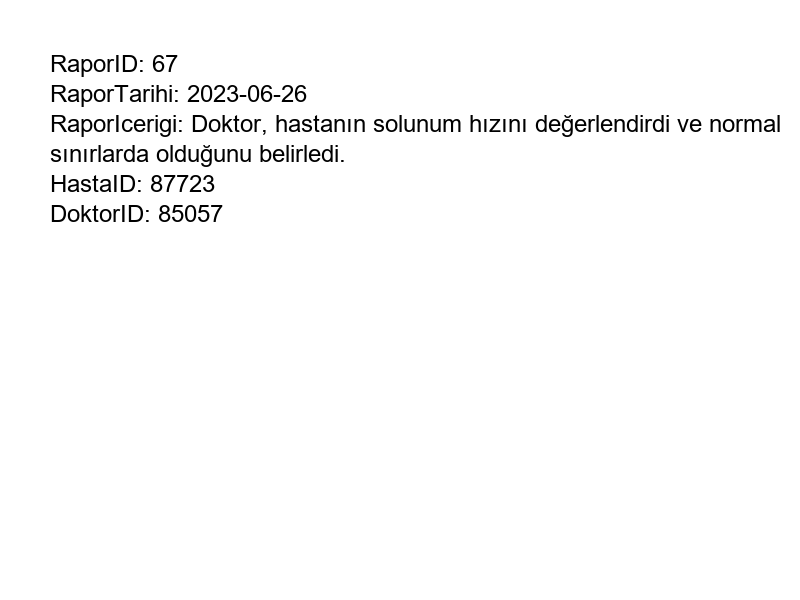 RaporID: 67
RaporTarihi: 2023-06-26
RaporIcerigi: Doktor, hastanın solunum hızını değerlendirdi ve normal
sınırlarda olduğunu belirledi.
HastaID: 87723
DoktorID: 85057